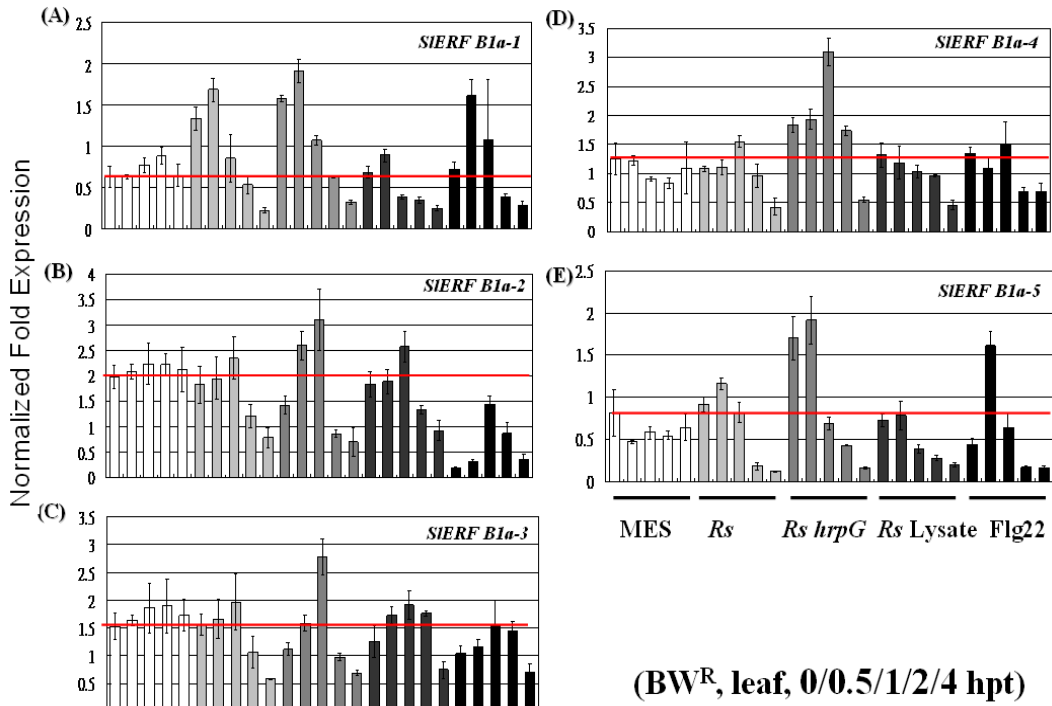 Normalized Fold Expression
(A)
SlERF B1a-1
2.5
2
1.5
1
0.5
0
(B)
SlERF B1a-2
4
3.5
3
2.5
2
1.5
1
0.5
0
(C)
SlERF B1a-3
3.5
3
2.5
2
1.5
1
0.5
(D)
SlERF B1a-4
3.5
3
2.5
2
1.5
1
0.5
0
(E)
SlERF B1a-5
2.5
2
1.5
1
0.5
0
MES Rs Rs hrpG Rs Lysate Flg22
(BWᴿ, leaf, 0/0.5/1/2/4 hpt)